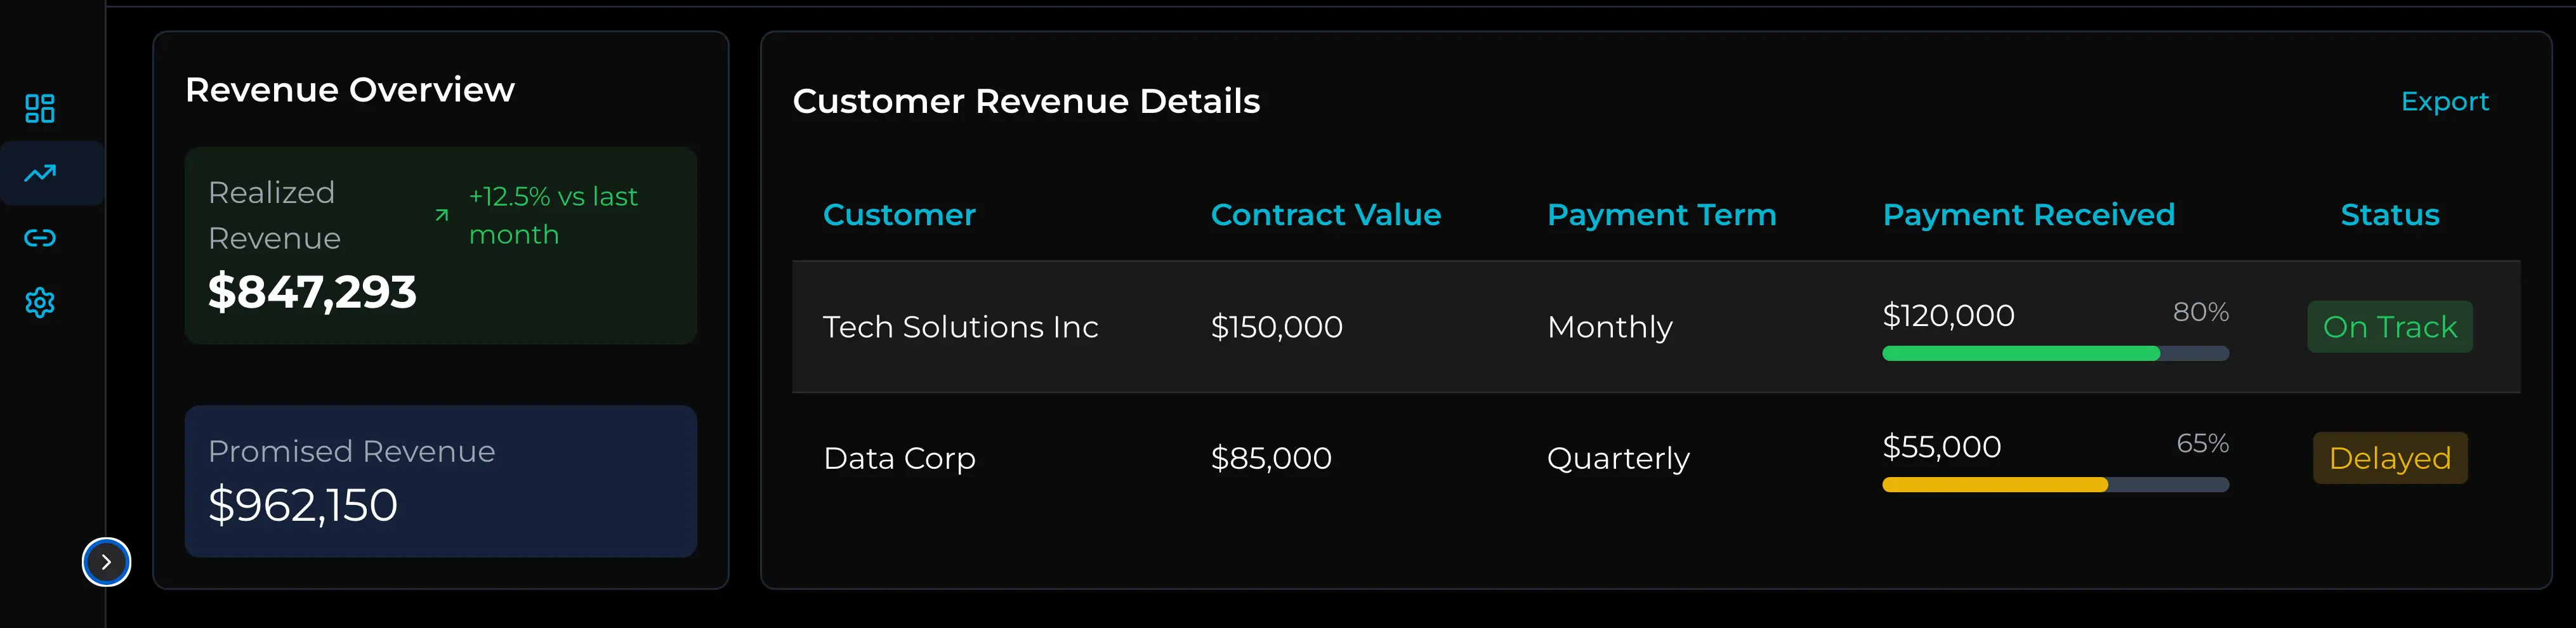 Revenue Overview
Realized
Revenue
+12.5% vs last
month
$847,293
Promised Revenue
$962,150
Customer Revenue Details
Export
Customer Contract Value Payment Term Payment Received Status
Tech Solutions Inc $150,000 Monthly $120,000 80% On Track
Data Corp $85,000 Quarterly $55,000 65% Delayed